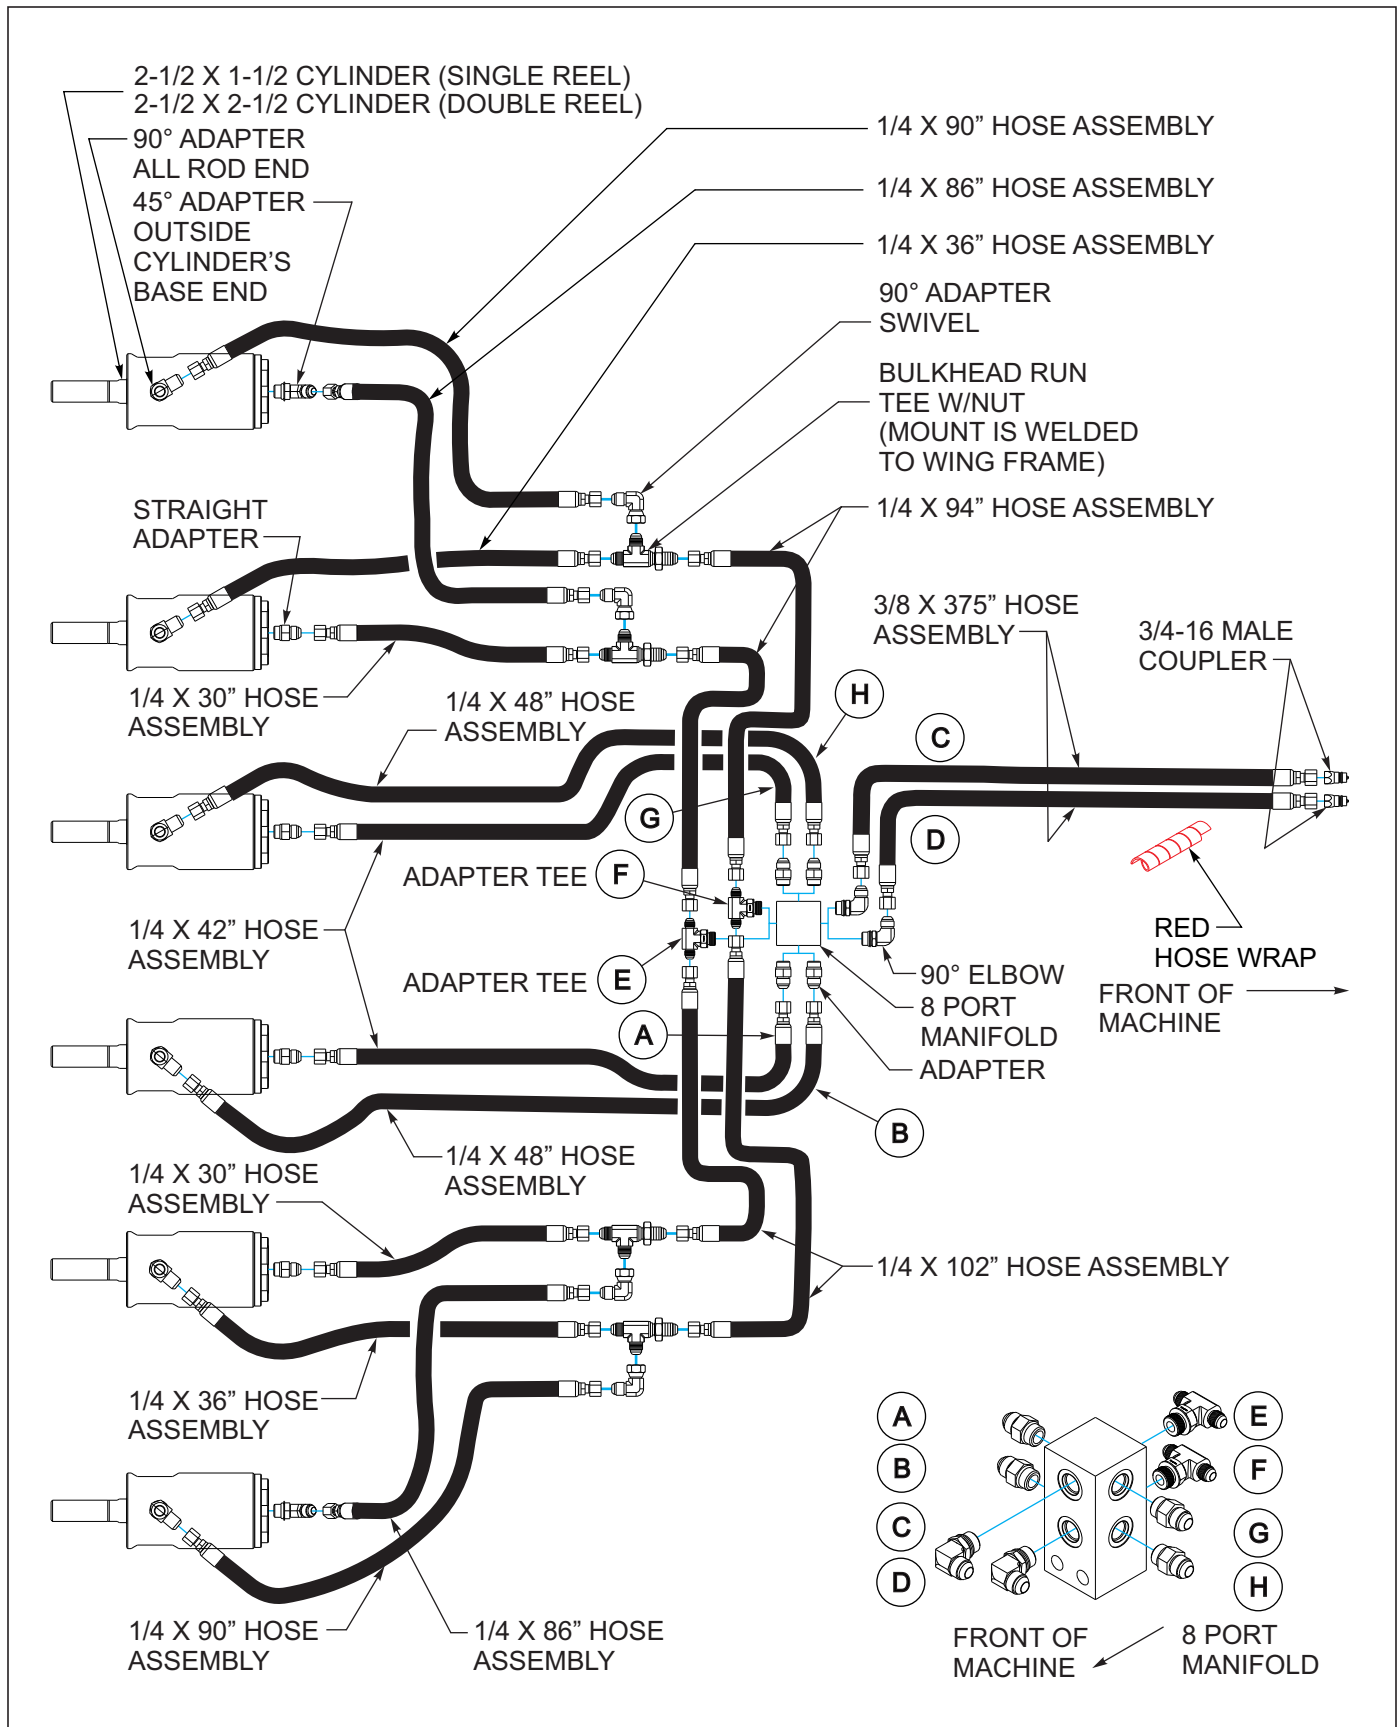 2-1/2 X 1-1/2 CYLINDER (SINGLE REEL)
2-1/2 X 2-1/2 CYLINDER (DOUBLE REEL)
90° ADAPTER
ALL ROD END
45° ADAPTER
OUTSIDE
CYLINDER'S
BASE END
1/4 X 90” HOSE ASSEMBLY
1/4 X 86” HOSE ASSEMBLY
1/4 X 36” HOSE ASSEMBLY
90° ADAPTER
SWIVEL
BULKHEAD RUN
TEE W/NUT
(MOUNT IS WELDED
TO WING FRAME)
STRAIGHT
ADAPTER
1/4 X 94” HOSE ASSEMBLY
3/8 X 375” HOSE
ASSEMBLY
3/4-16 MALE
COUPLER
1/4 X 30” HOSE
ASSEMBLY
1/4 X 48” HOSE
ASSEMBLY
H
C
G
D
ADAPTER TEE F
1/4 X 42” HOSE
ASSEMBLY
ADAPTER TEE E
RED
HOSE WRAP
90° ELBOW
8 PORT
MANIFOLD
ADAPTER
FRONT OF
MACHINE
A
B
1/4 X 48” HOSE
ASSEMBLY
1/4 X 30” HOSE
ASSEMBLY
1/4 X 102” HOSE ASSEMBLY
1/4 X 36” HOSE
ASSEMBLY
1/4 X 90” HOSE
ASSEMBLY
1/4 X 86” HOSE
ASSEMBLY
A
B
C
D
E
F
G
H
FRONT OF
MACHINE
8 PORT
MANIFOLD